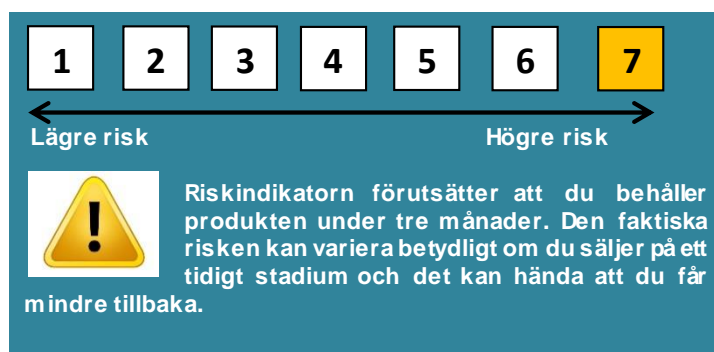 1 2 3 4 5 6 7
Lägre risk Högre risk
Riskindikatorn förutsätter att du behåller
produkten under tre månader. Den faktiska
risken kan variera betydligt om du säljer på ett
tidigt stadium och det kan hända att du får
mindre tillbaka.